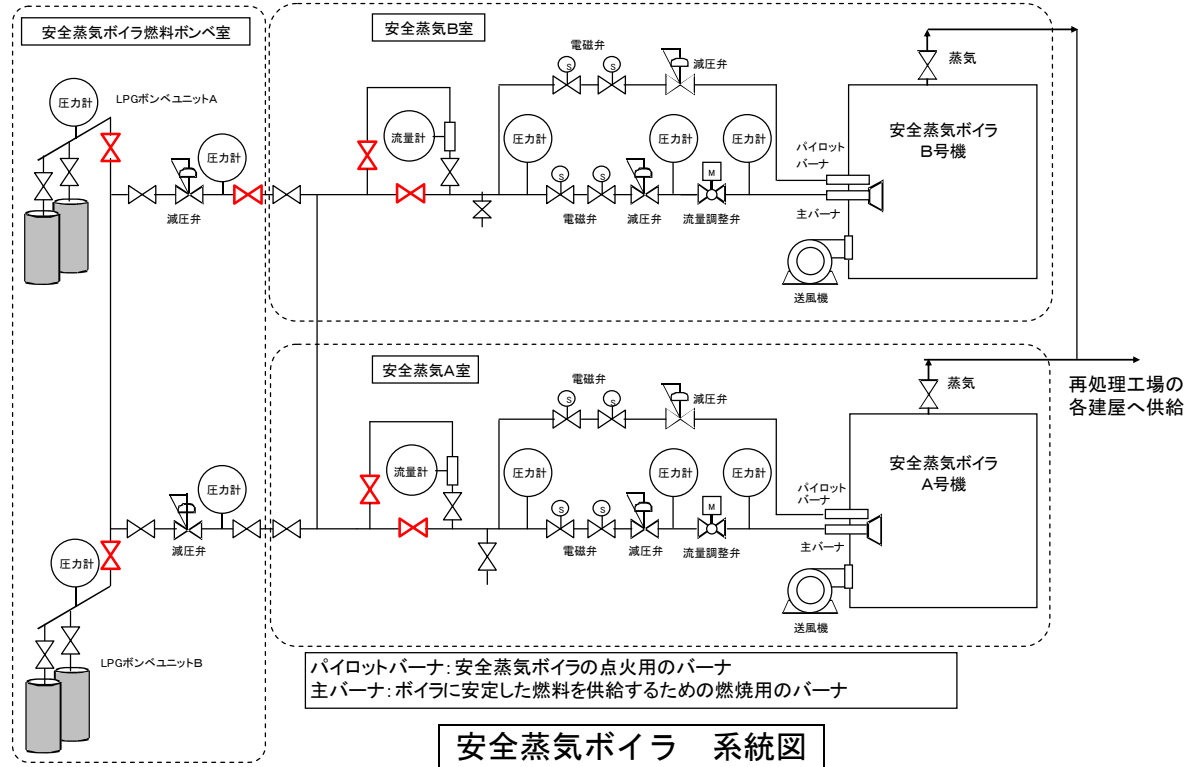 安全蒸気ボイラ燃料ボンベ室
圧力計
LPGボンベユニットA
減圧弁
圧力計
安全蒸気B室
流量計
電磁弁
S
S
減圧弁
圧力計
圧力計
圧力計
S
S
M
電磁弁
減圧弁
流量調整弁
パイロット
バーナ
主バーナ
送風機
蒸気
安全蒸気ボイラ
B号機
圧力計
減圧弁
圧力計
LPGボンベユニットB
安全蒸気A室
流量計
電磁弁
S
S
減圧弁
圧力計
圧力計
圧力計
S
S
M
電磁弁
減圧弁
流量調整弁
パイロット
バーナ
主バーナ
送風機
蒸気
安全蒸気ボイラ
A号機
再処理工場の
各建屋へ供給
パイロットバーナ：安全蒸気ボイラの点火用のバーナ
主バーナ：ボイラに安定した燃料を供給するための燃焼用のバーナ
安全蒸気ボイラ　系統図